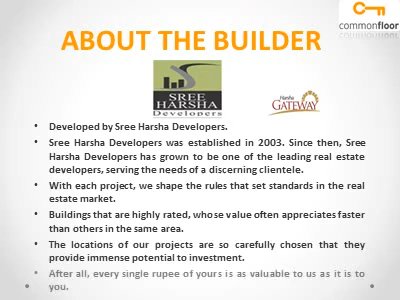 commonfloor
ABOUT THE BUILDER
SREE
HARSHA
Developers
Harsha
GATEWAY
• Developed by Sree Harsha Developers.
• Sree Harsha Developers was established in 2003. Since then, Sree
Harsha Developers has grown to be one of the leading real estate
developers, serving the needs of a discerning clientele.
• With each project, we shape the rules that set standards in the real
estate market.
• Buildings that are highly rated, whose value often appreciates faster
than others in the same area.
• The locations of our projects are so carefully chosen that they
provide immense potential to investment.
• After all, every single rupee of yours is as valuable to us as it is to
you.